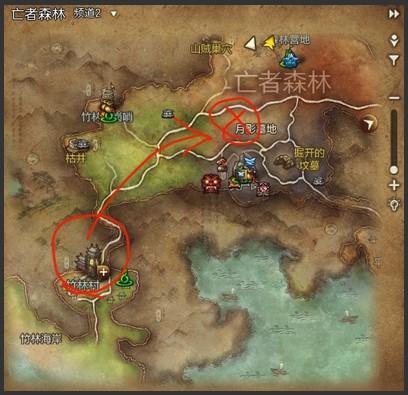 亡者森林 频道2
山贼巢穴
林营地
亡者森林
竹林岗哨
月影墓地
枯井
掘开的
坟墓
竹林村
竹林海岸